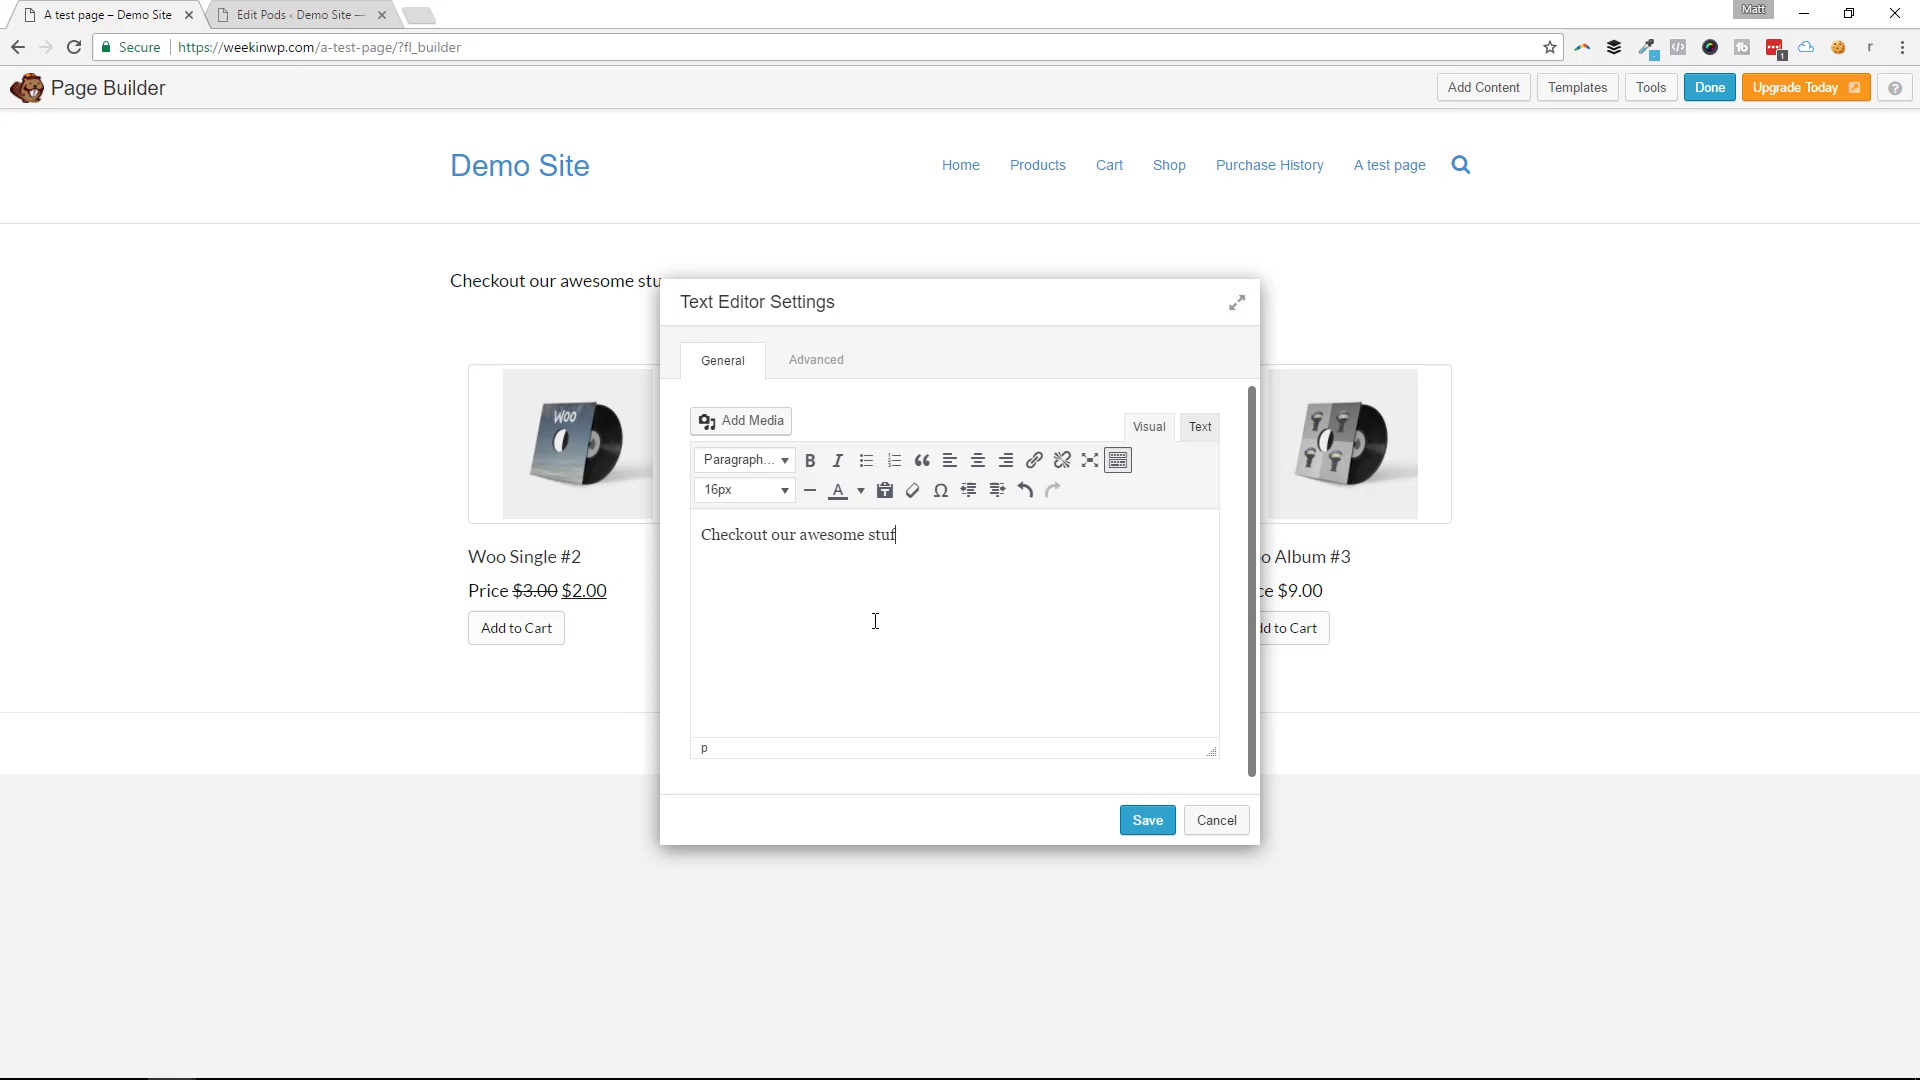 A test page – Demo Site
Edit Pods ‹ Demo Site —
Matt
Secure
https://weekinwp.com/a-test-page/?fl_builder
1
r
Page Builder
Add Content
Templates
Tools
Done
Upgrade Today
?
Demo Site
Home
Products
Cart
Shop
Purchase History
A test page
Checkout our awesome stu
Text Editor Settings
General
Advanced
Add Media
Visual
Text
Paragraph...
B
I
16px
A
Ω
Checkout our awesome stuf
p
Save
Cancel
WOO
Woo Single #2
Price $3.00 $2.00
Add to Cart
o Album #3
ce $9.00
dd to Cart